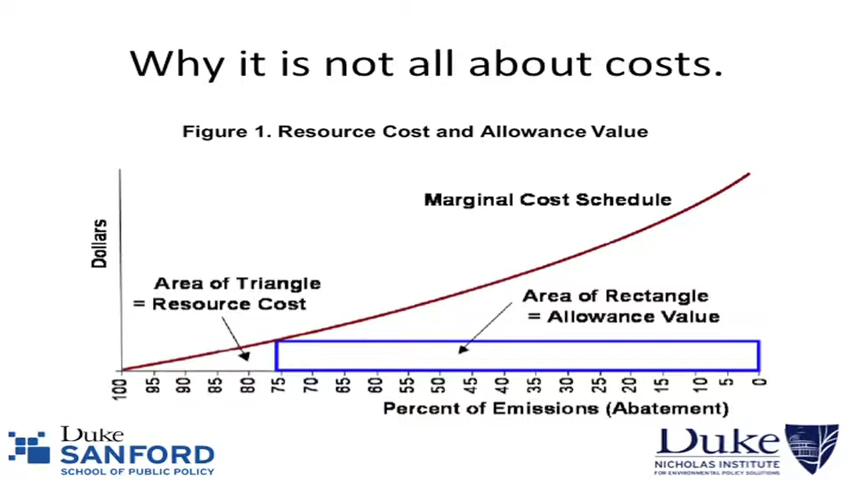 Why it is not all about costs.
Figure 1. Resource Cost and Allowance Value
Marginal Cost Schedule
Dollars
Area of Triangle
= Resource Cost
Area of Rectangle
= Allowance Value
100 95 90 85 80 75 70 65 60 55 50 45 40 35 30 25 20 15 10 5 0
Percent of Emissions (Abatement)
Duke
SANFORD
SCHOOL OF PUBLIC POLICY
Duke
NICHOLAS INSTITUTE
FOR ENVIRONMENTAL POLICY SOLUTIONS